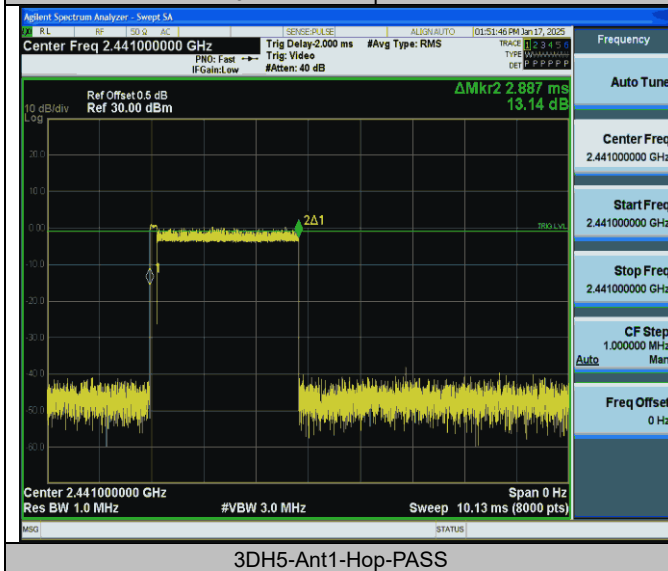 Agilent Spectrum Analyzer - Swept SA
RL RF 50 Ω AC SENSE:PULSE ALIGN AUTO 01:51:46 PM Jan 17, 2025
Center Freq 2.441000000 GHz
PNO: Fast
IFGain:Low
Trig Delay-2.000 ms
Trig: Video
#Atten: 40 dB
#Avg Type: RMS
TRACE 1 2 3 4 5 6
TYPE
DET P P P P P P
ΔMkr2 2.887 ms
13.14 dB
Ref Offset 0.5 dB
Ref 30.00 dBm
10 dB/div
Log
20.0
10.0
0.00
-10.0
-20.0
-30.0
-40.0
-50.0
-60.0
2Δ1
TRIG LVL
Center 2.441000000 GHz
Span 0 Hz
Res BW 1.0 MHz
#VBW 3.0 MHz
Sweep 10.13 ms (8000 pts)
MSG
STATUS
Frequency
Auto Tune
Center Freq
2.441000000 GHz
Start Freq
2.441000000 GHz
Stop Freq
2.441000000 GHz
CF Step
1.000000 MHz
Auto Man
Freq Offset
0 Hz
3DH5-Ant1-Hop-PASS